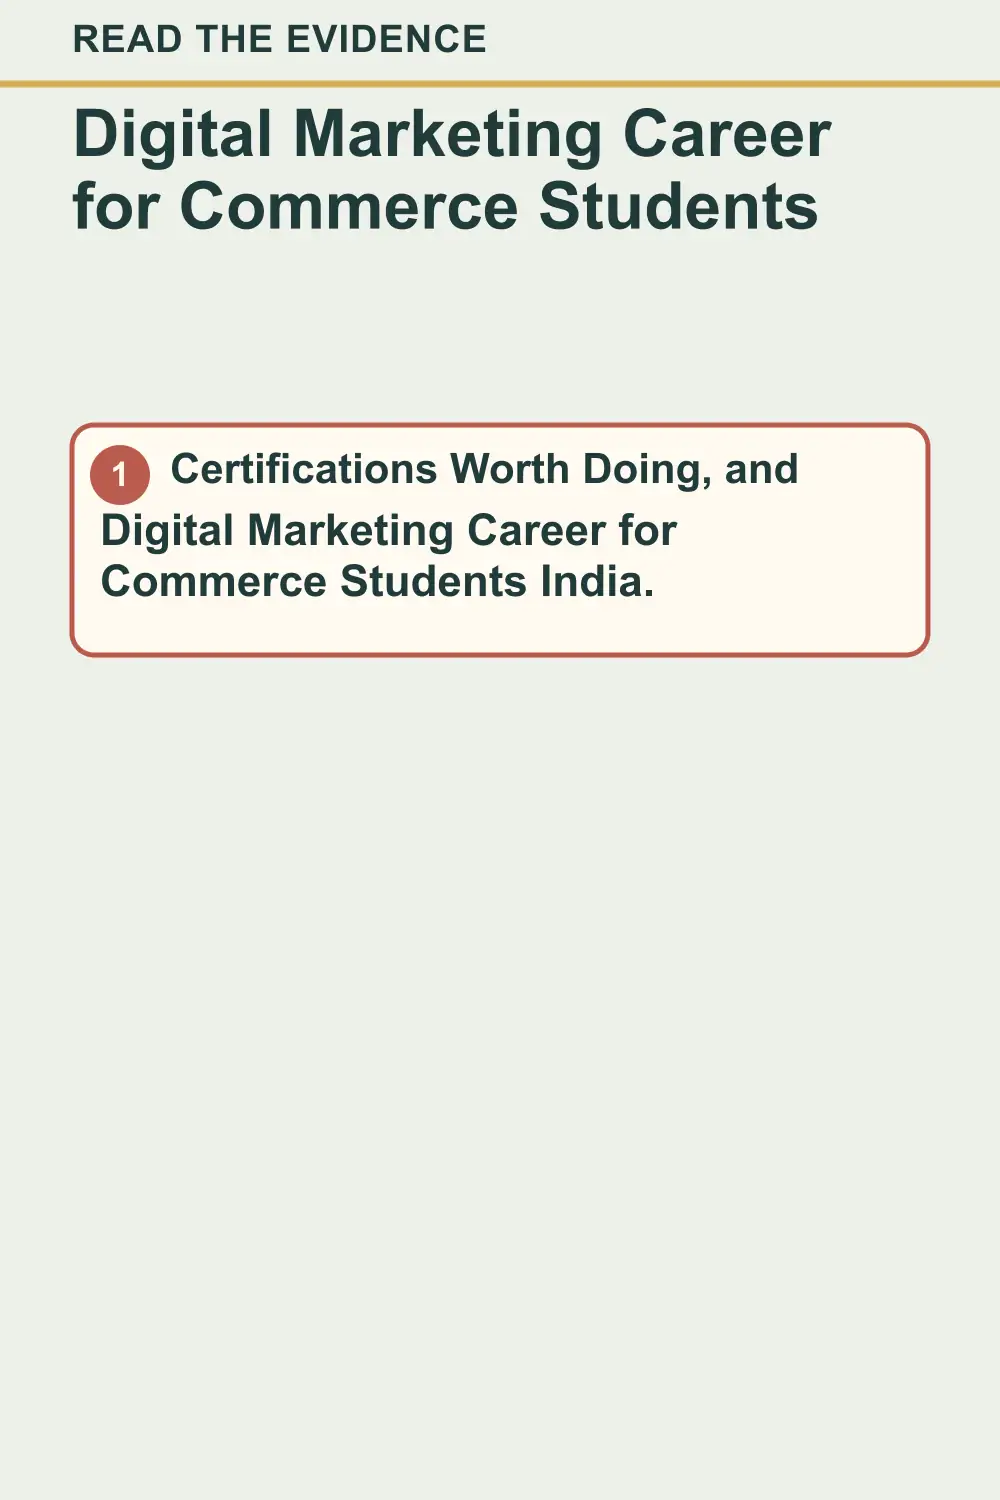 READ THE EVIDENCE
Digital Marketing Career
for Commerce Students
1 Certifications Worth Doing, and
Digital Marketing Career for
Commerce Students India.